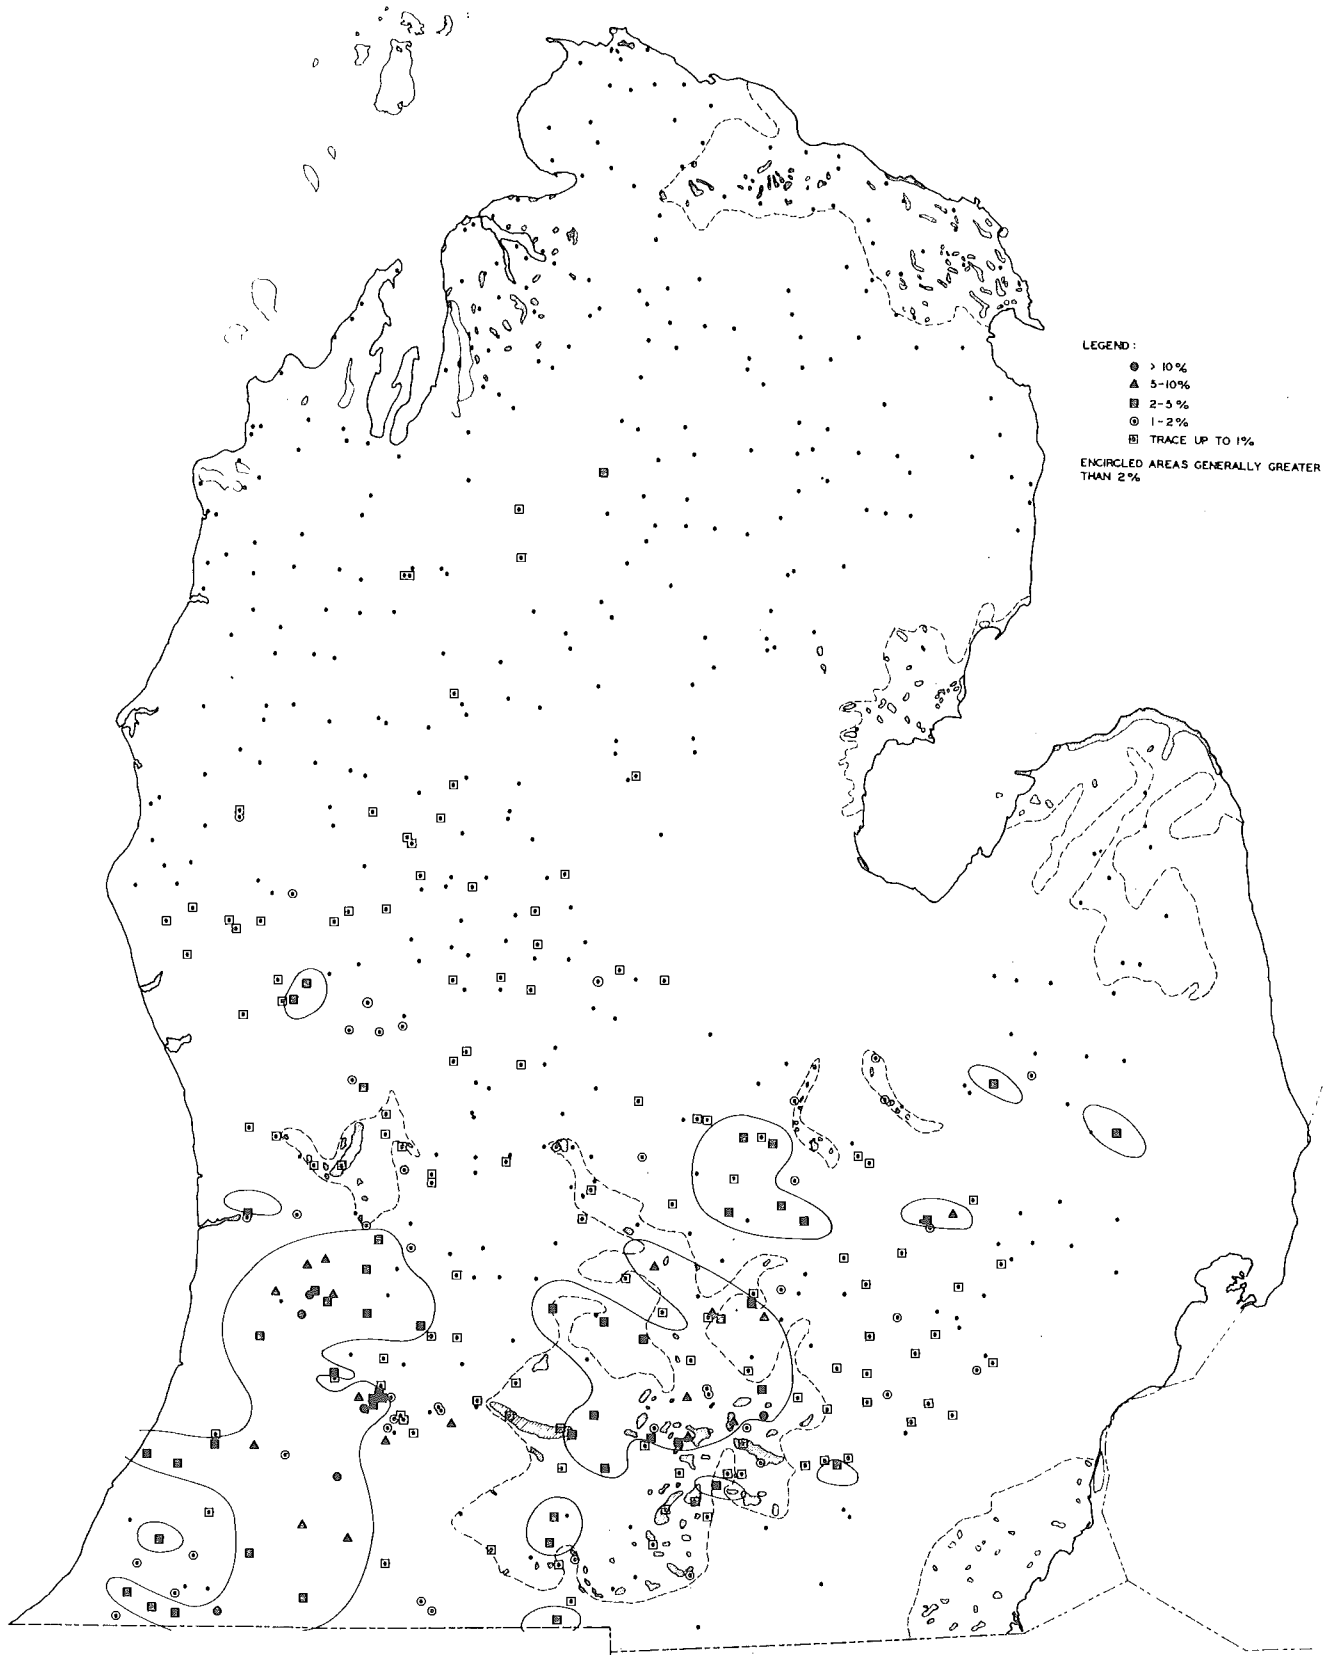 LEGEND:
> 10%
5-10%
2-5%
1-2%
TRACE UP TO 1%
ENCIRCLED AREAS GENERALLY GREATER
THAN 2%